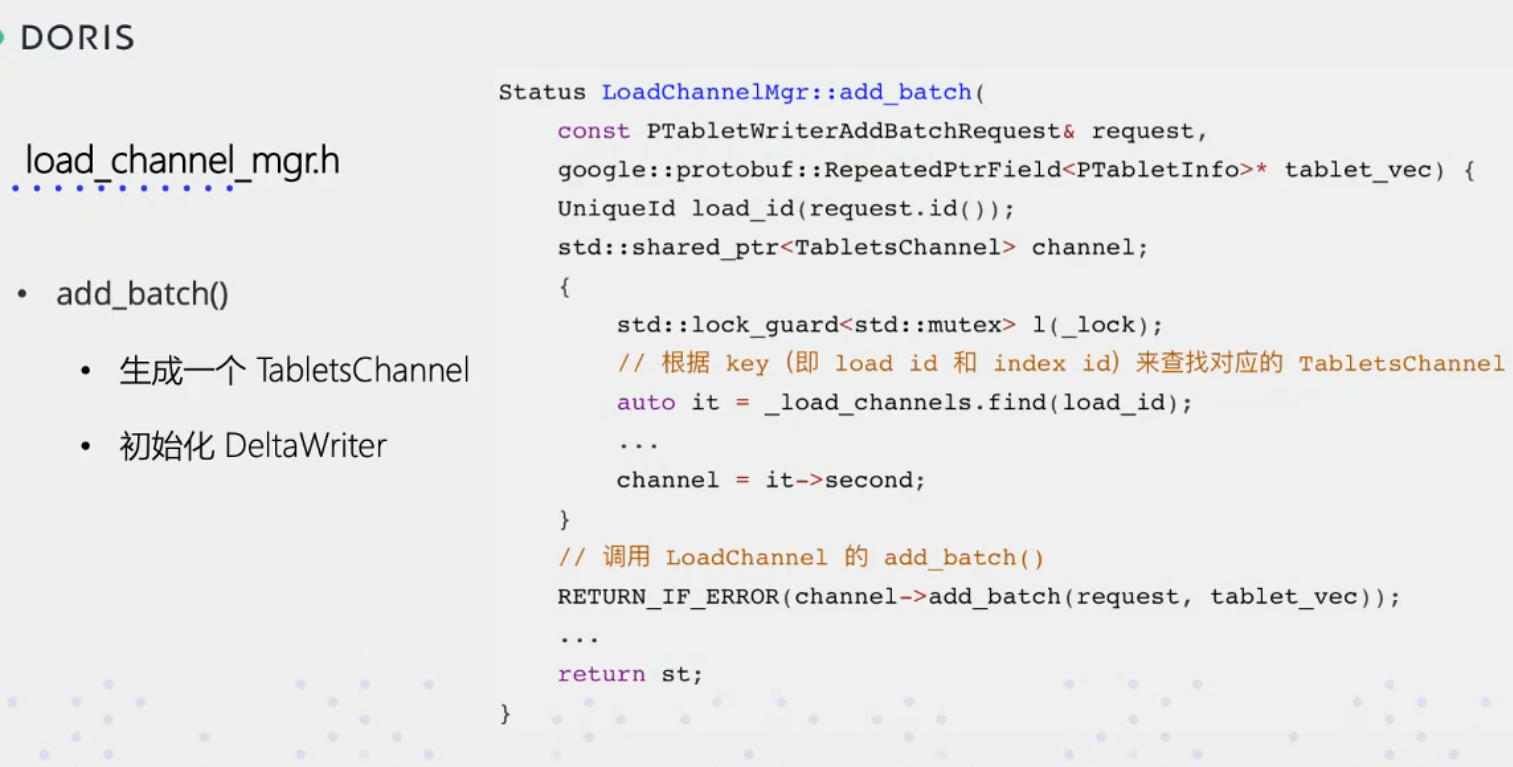 DORIS
load_channel_mgr.h
• add_batch()
• 生成一个 TabletsChannel
• 初始化 DeltaWriter
Status LoadChannelMgr::add_batch(
    const PTabletWriterAddBatchRequest& request,
    google::protobuf::RepeatedPtrField<PTabletInfo>* tablet_vec) {
    UniqueId load_id(request.id());
    std::shared_ptr<TabletsChannel> channel;
    {
        std::lock_guard<std::mutex> l(_lock);
        // 根据 key（即 load id 和 index id）来查找对应的 TabletsChannel
        auto it = _load_channels.find(load_id);
        ...
        channel = it->second;
    }
    // 调用 LoadChannel 的 add_batch()
    RETURN_IF_ERROR(channel->add_batch(request, tablet_vec));
    ...
    return st;
}